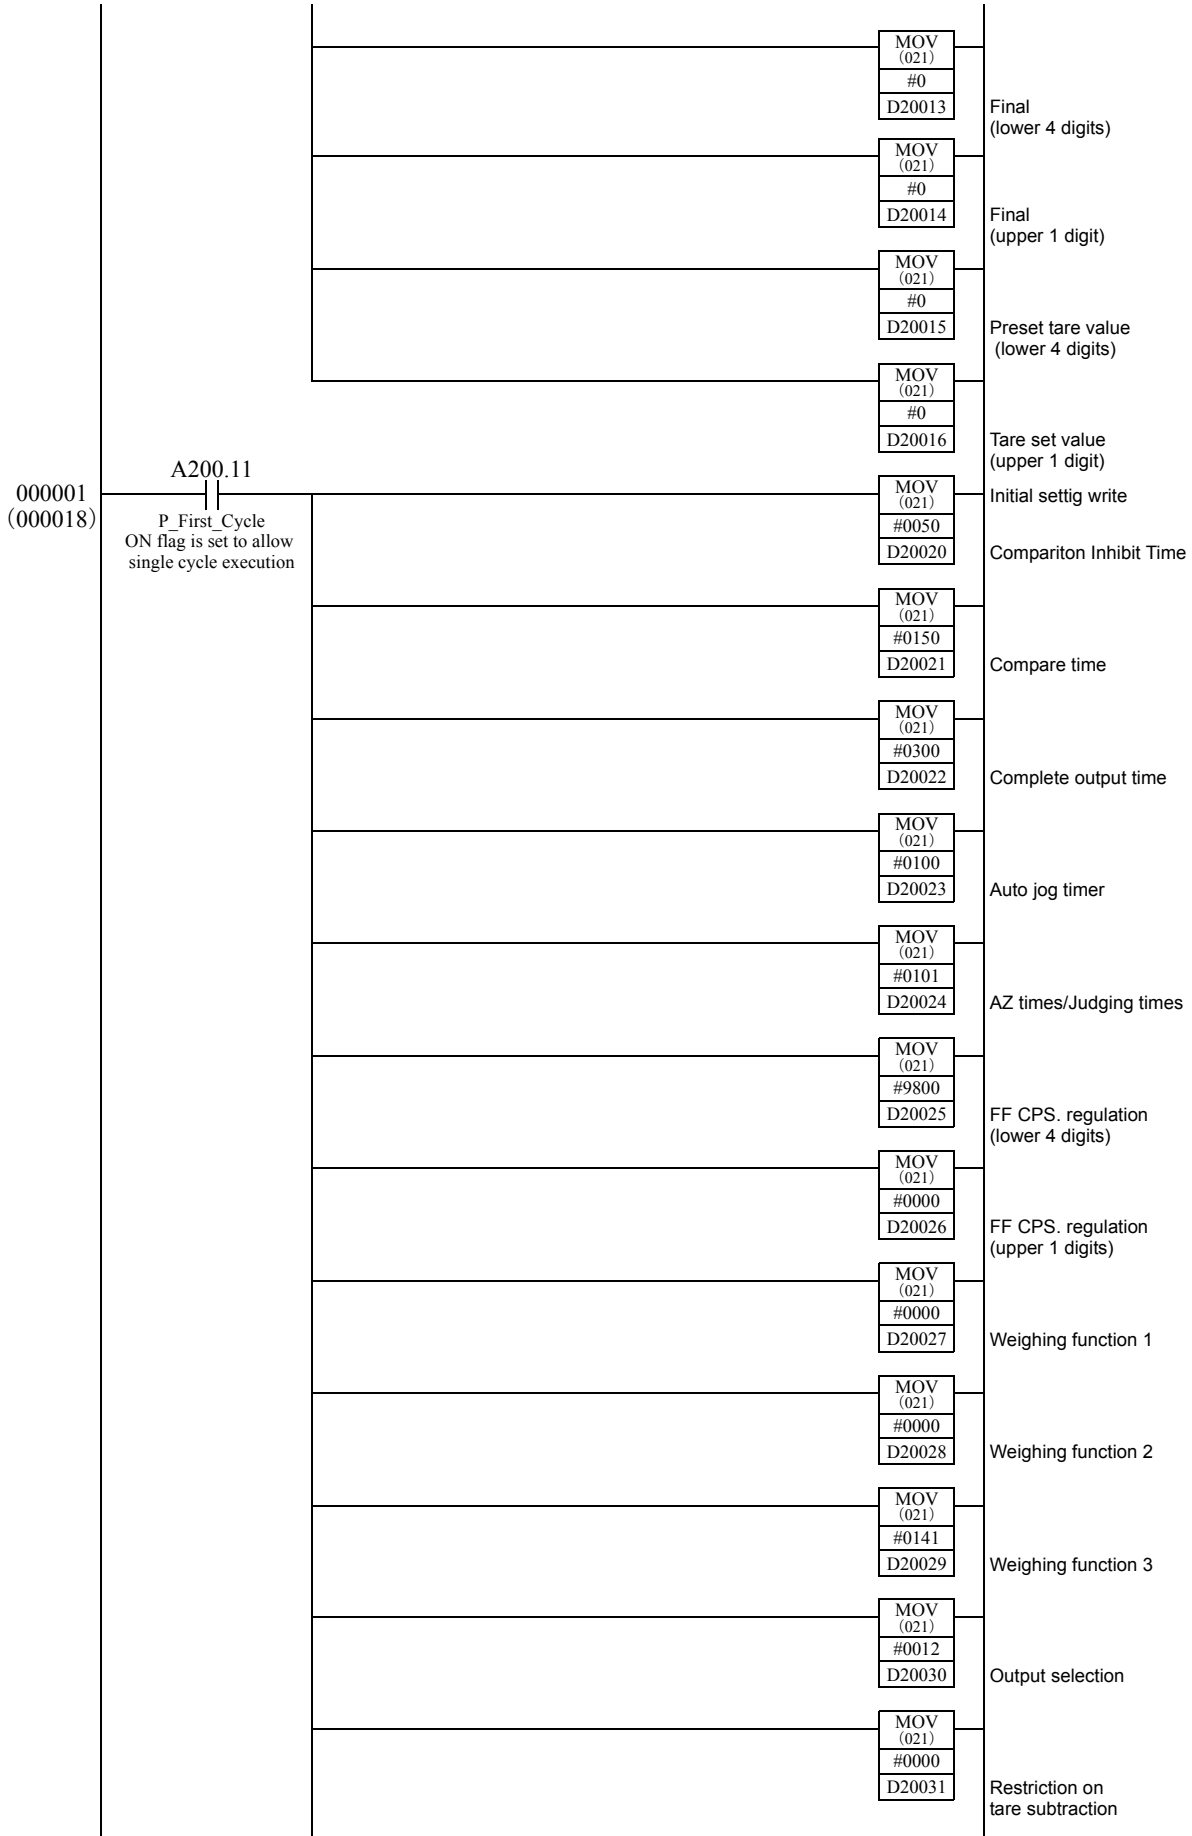 MOV
(021)
#0
D20013
Final
(lower 4 digits)
MOV
(021)
#0
D20014
Final
(upper 1 digit)
MOV
(021)
#0
D20015
Preset tare value
(lower 4 digits)
MOV
(021)
#0
D20016
Tare set value
(upper 1 digit)
000001
(000018)
A200.11
P_First_Cycle
ON flag is set to allow
single cycle execution
MOV
(021)
#0050
D20020
Initial settig write
Compariton Inhibit Time
MOV
(021)
#0150
D20021
Compare time
MOV
(021)
#0300
D20022
Complete output time
MOV
(021)
#0100
D20023
Auto jog timer
MOV
(021)
#0101
D20024
AZ times/Judging times
MOV
(021)
#9800
D20025
FF CPS. regulation
(lower 4 digits)
MOV
(021)
#0000
D20026
FF CPS. regulation
(upper 1 digits)
MOV
(021)
#0000
D20027
Weighing function 1
MOV
(021)
#0000
D20028
Weighing function 2
MOV
(021)
#0141
D20029
Weighing function 3
MOV
(021)
#0012
D20030
Output selection
MOV
(021)
#0000
D20031
Restriction on
tare subtraction